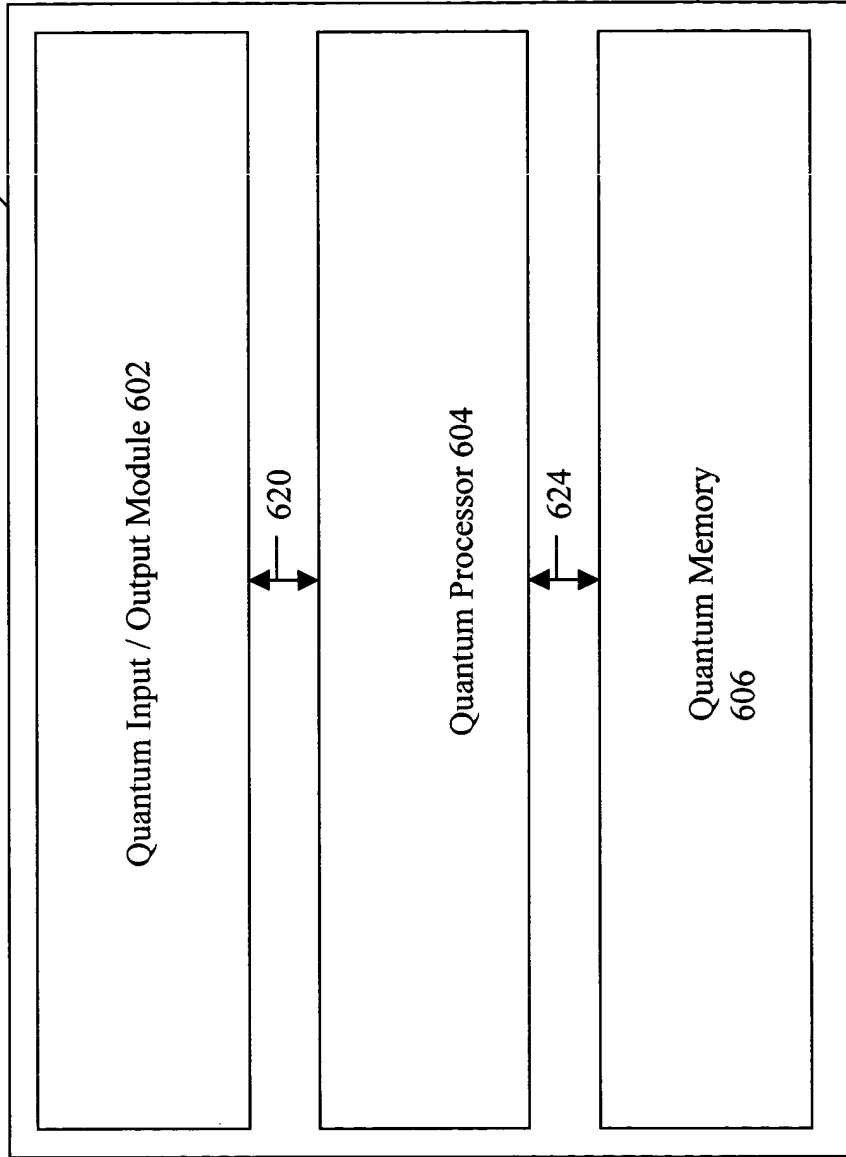 Quantum Input / Output Module 602
620
Quantum Processor 604
624
Quantum Memory
606